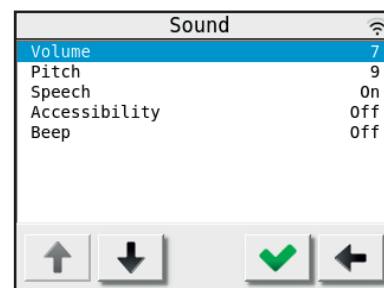 Sound
Volume 7
Pitch 9
Speech On
Accessibility Off
Beep Off